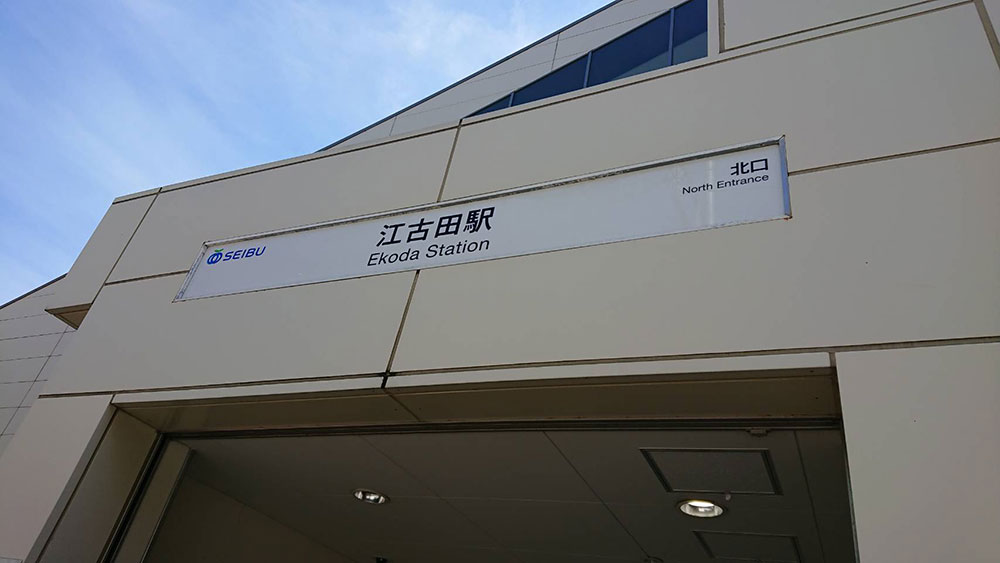 SEIBU
江古田駅
Ekoda Station
北口
North Entrance